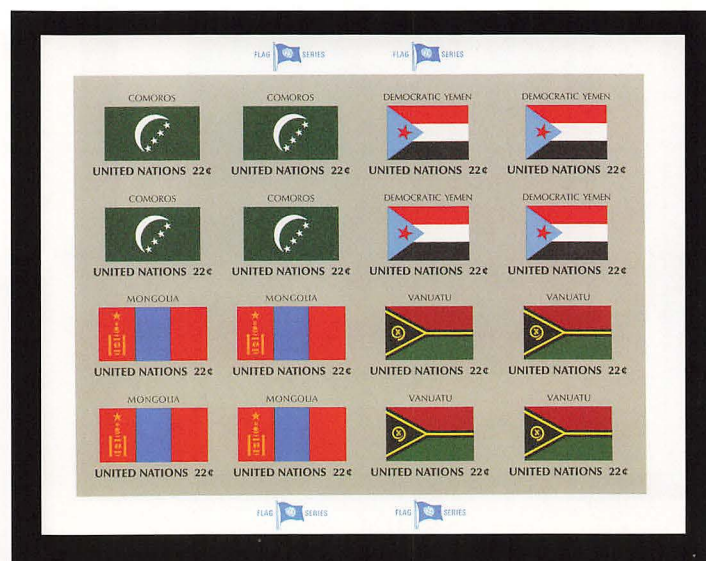 FLAG SERIES FLAG SERIES
COMOROS COMOROS DEMOCRATIC YEMEN DEMOCRATIC YEMEN
UNITED NATIONS 22¢ UNITED NATIONS 22¢ UNITED NATIONS 22¢ UNITED NATIONS 22¢
COMOROS COMOROS DEMOCRATIC YEMEN DEMOCRATIC YEMEN
UNITED NATIONS 22¢ UNITED NATIONS 22¢ UNITED NATIONS 22¢ UNITED NATIONS 22¢
MONGOLIA MONGOLIA VANUATU VANUATU
UNITED NATIONS 22¢ UNITED NATIONS 22¢ UNITED NATIONS 22¢ UNITED NATIONS 22¢
MONGOLIA MONGOLIA VANUATU VANUATU
UNITED NATIONS 22¢ UNITED NATIONS 22¢ UNITED NATIONS 22¢ UNITED NATIONS 22¢
FLAG SERIES FLAG SERIES